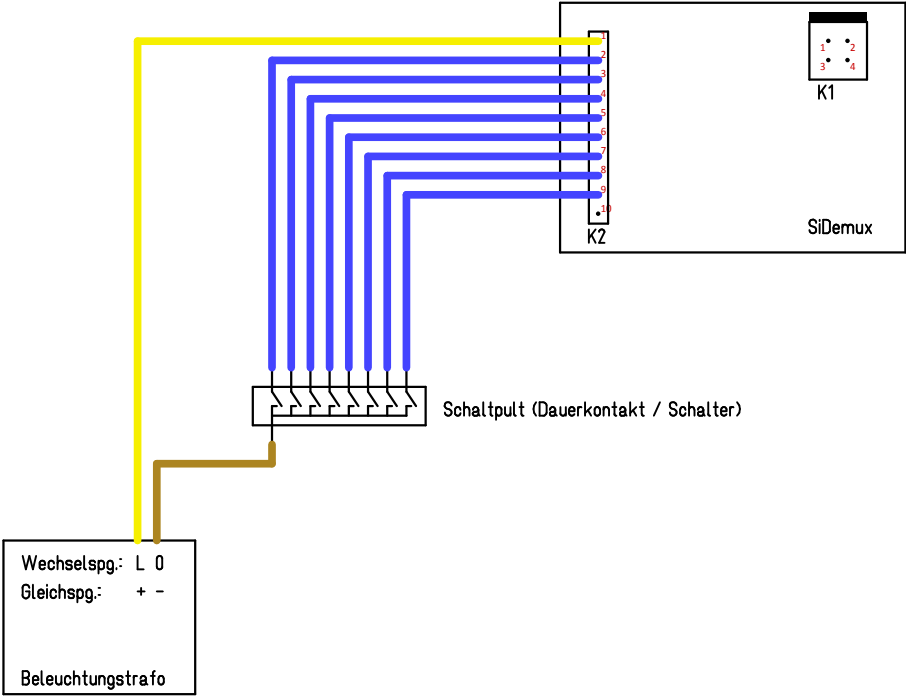 1
2
3
4
5
6
7
8
9
10
K2
1 2
3 4
K1
SiDemux
Schaltpult (Dauerkontakt / Schalter)
Wechselspg.: L 0
Gleichspg.: + -
Beleuchtungstrafo